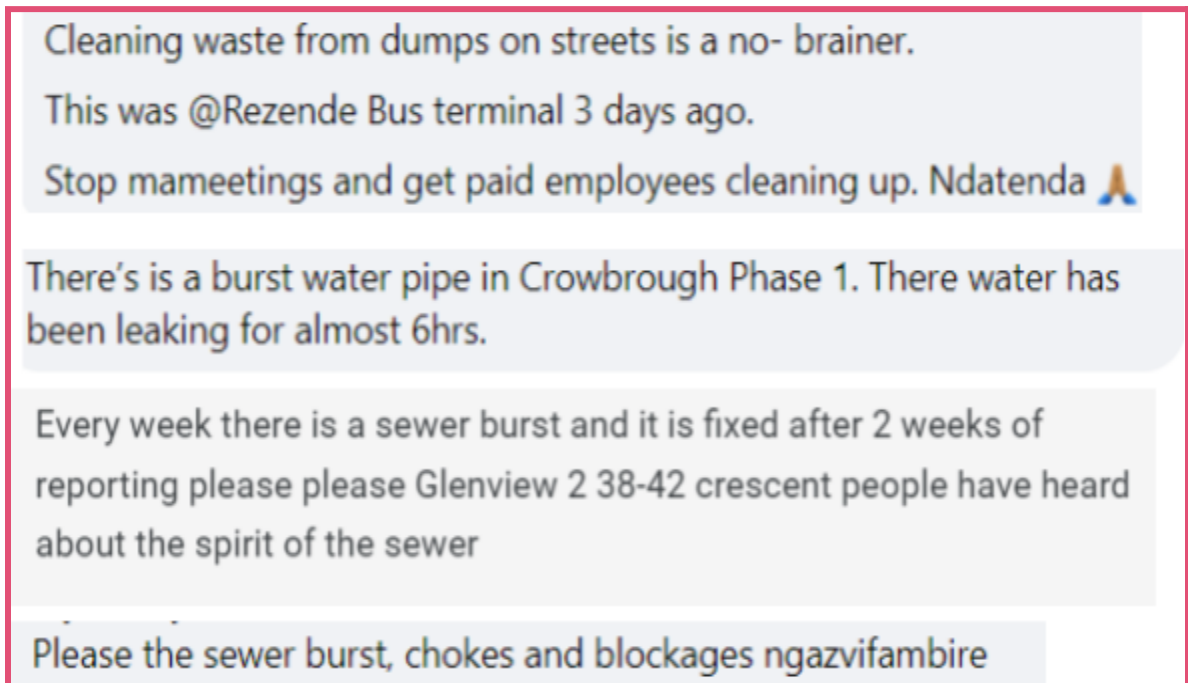 Cleaning waste from dumps on streets is a no- brainer.
This was @Rezende Bus terminal 3 days ago.
Stop mameetings and get paid employees cleaning up. Ndatenda 🙏🏽
There's is a burst water pipe in Crowbrough Phase 1. There water has
been leaking for almost 6hrs.
Every week there is a sewer burst and it is fixed after 2 weeks of
reporting please please Glenview 2 38-42 crescent people have heard
about the spirit of the sewer
Please the sewer burst, chokes and blockages ngazvifambire